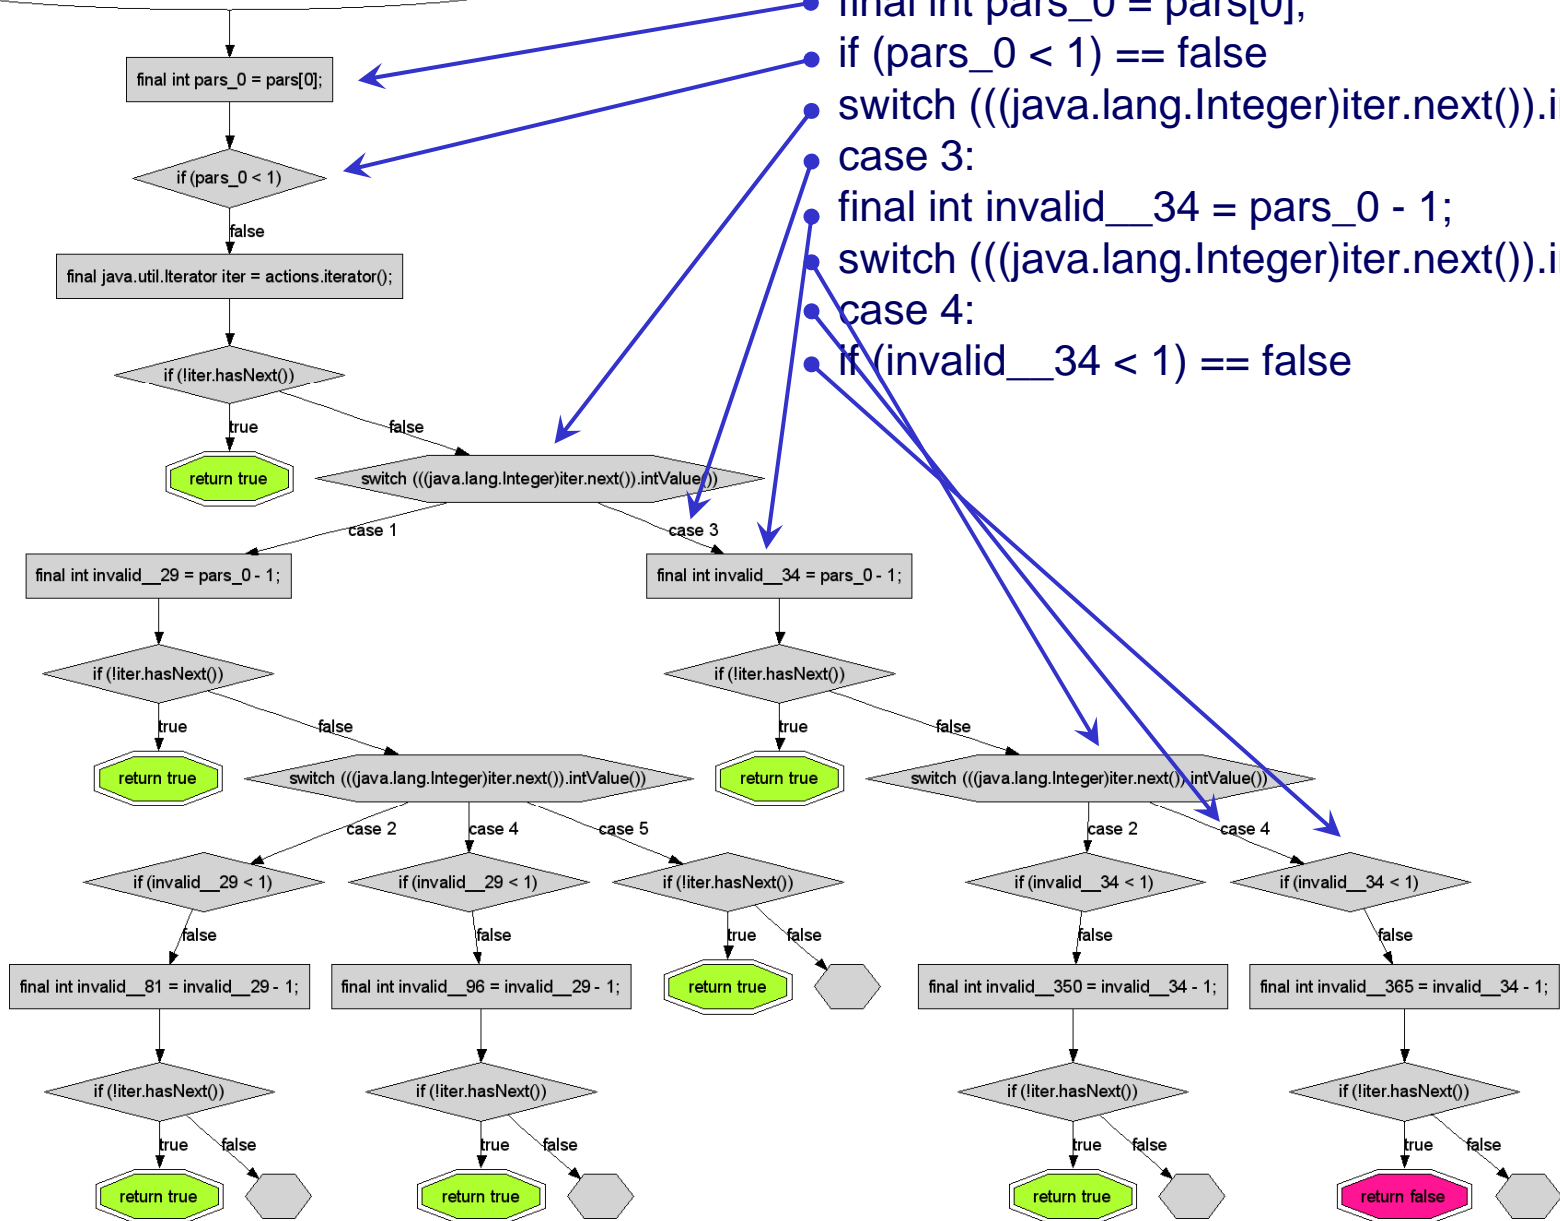 final int pars_0 = pars[0];
if (pars_0 < 1) == false
switch (((java.lang.Integer)iter.next()).i
case 3:
final int invalid__34 = pars_0 - 1;
switch (((java.lang.Integer)iter.next()).i
case 4:
if (invalid__34 < 1) == false
final int pars_0 = pars[0];
if (pars_0 < 1)
false
final java.util.Iterator iter = actions.iterator();
if (!iter.hasNext())
true
false
return true
switch (((java.lang.Integer)iter.next()).intValue())
case 1
case 3
final int invalid__29 = pars_0 - 1;
final int invalid__34 = pars_0 - 1;
if (!iter.hasNext())
if (!iter.hasNext())
true
false
true
false
return true
switch (((java.lang.Integer)iter.next()).intValue())
return true
switch (((java.lang.Integer)iter.next()).intValue())
case 2
case 4
case 5
case 2
case 4
if (invalid__29 < 1)
if (invalid__29 < 1)
if (!iter.hasNext())
if (invalid__34 < 1)
if (invalid__34 < 1)
false
false
true
false
false
false
final int invalid__81 = invalid__29 - 1;
final int invalid__96 = invalid__29 - 1;
return true
final int invalid__350 = invalid__34 - 1;
final int invalid__365 = invalid__34 - 1;
if (!iter.hasNext())
if (!iter.hasNext())
if (!iter.hasNext())
if (!iter.hasNext())
true
false
true
false
true
false
true
false
return true
return true
return true
return false